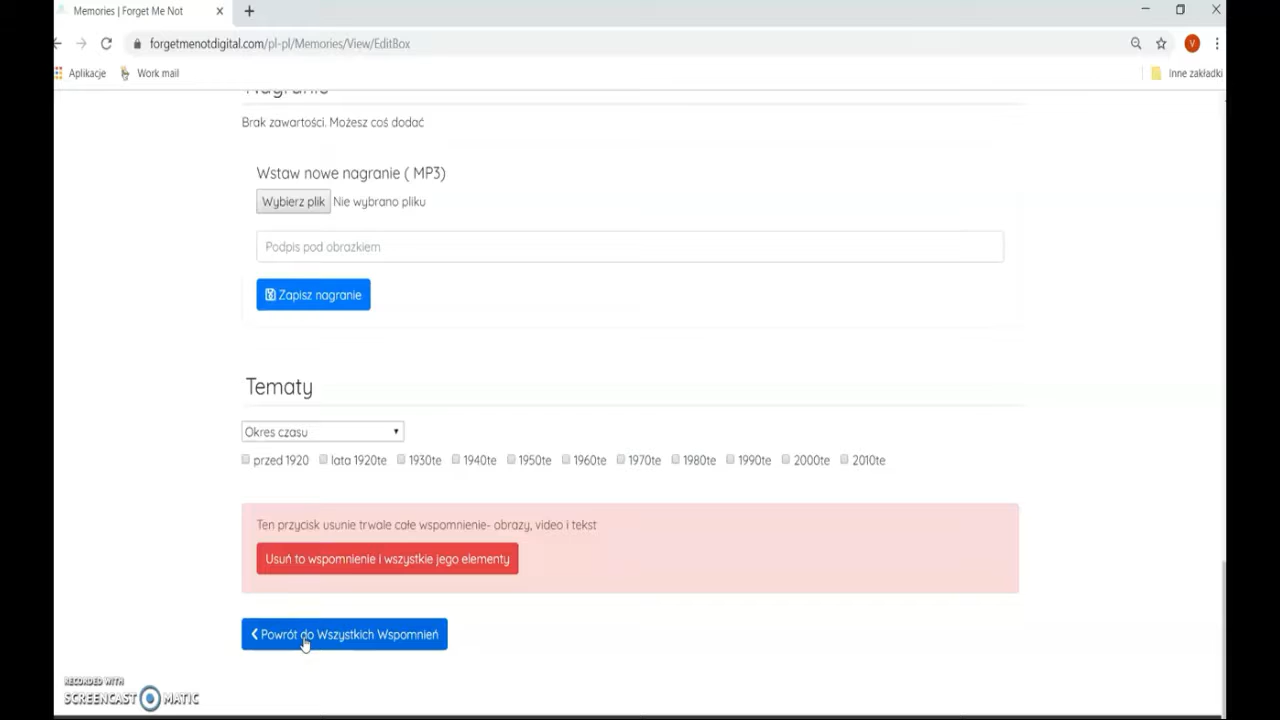 Memories | Forget Me Not
forgetmenotdigital.com/pl-pl/Memories/View/EditBox
V
Aplikacje
Work mail
Inne zakładki
Nagranie
Brak zawartości. Możesz coś dodać
Wstaw nowe nagranie ( MP3)
Wybierz plik Nie wybrano pliku
Podpis pod obrazkiem
Zapisz nagranie
Tematy
Okres czasu
przed 1920 lata 1920te 1930te 1940te 1950te 1960te 1970te 1980te 1990te 2000te 2010te
Ten przycisk usunie trwale całe wspomnienie- obrazy, video i tekst
Usuń to wspomnienie i wszystkie jego elementy
Powrót do Wszystkich Wspomnień
RECORDED WITH
SCREENCAST MATIC